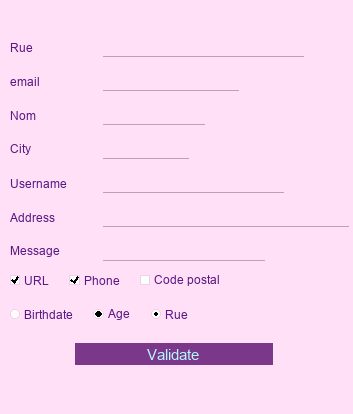 Rue
email
Nom
City
Username
Address
Message
URL Phone Code postal
Birthdate Age Rue
Validate